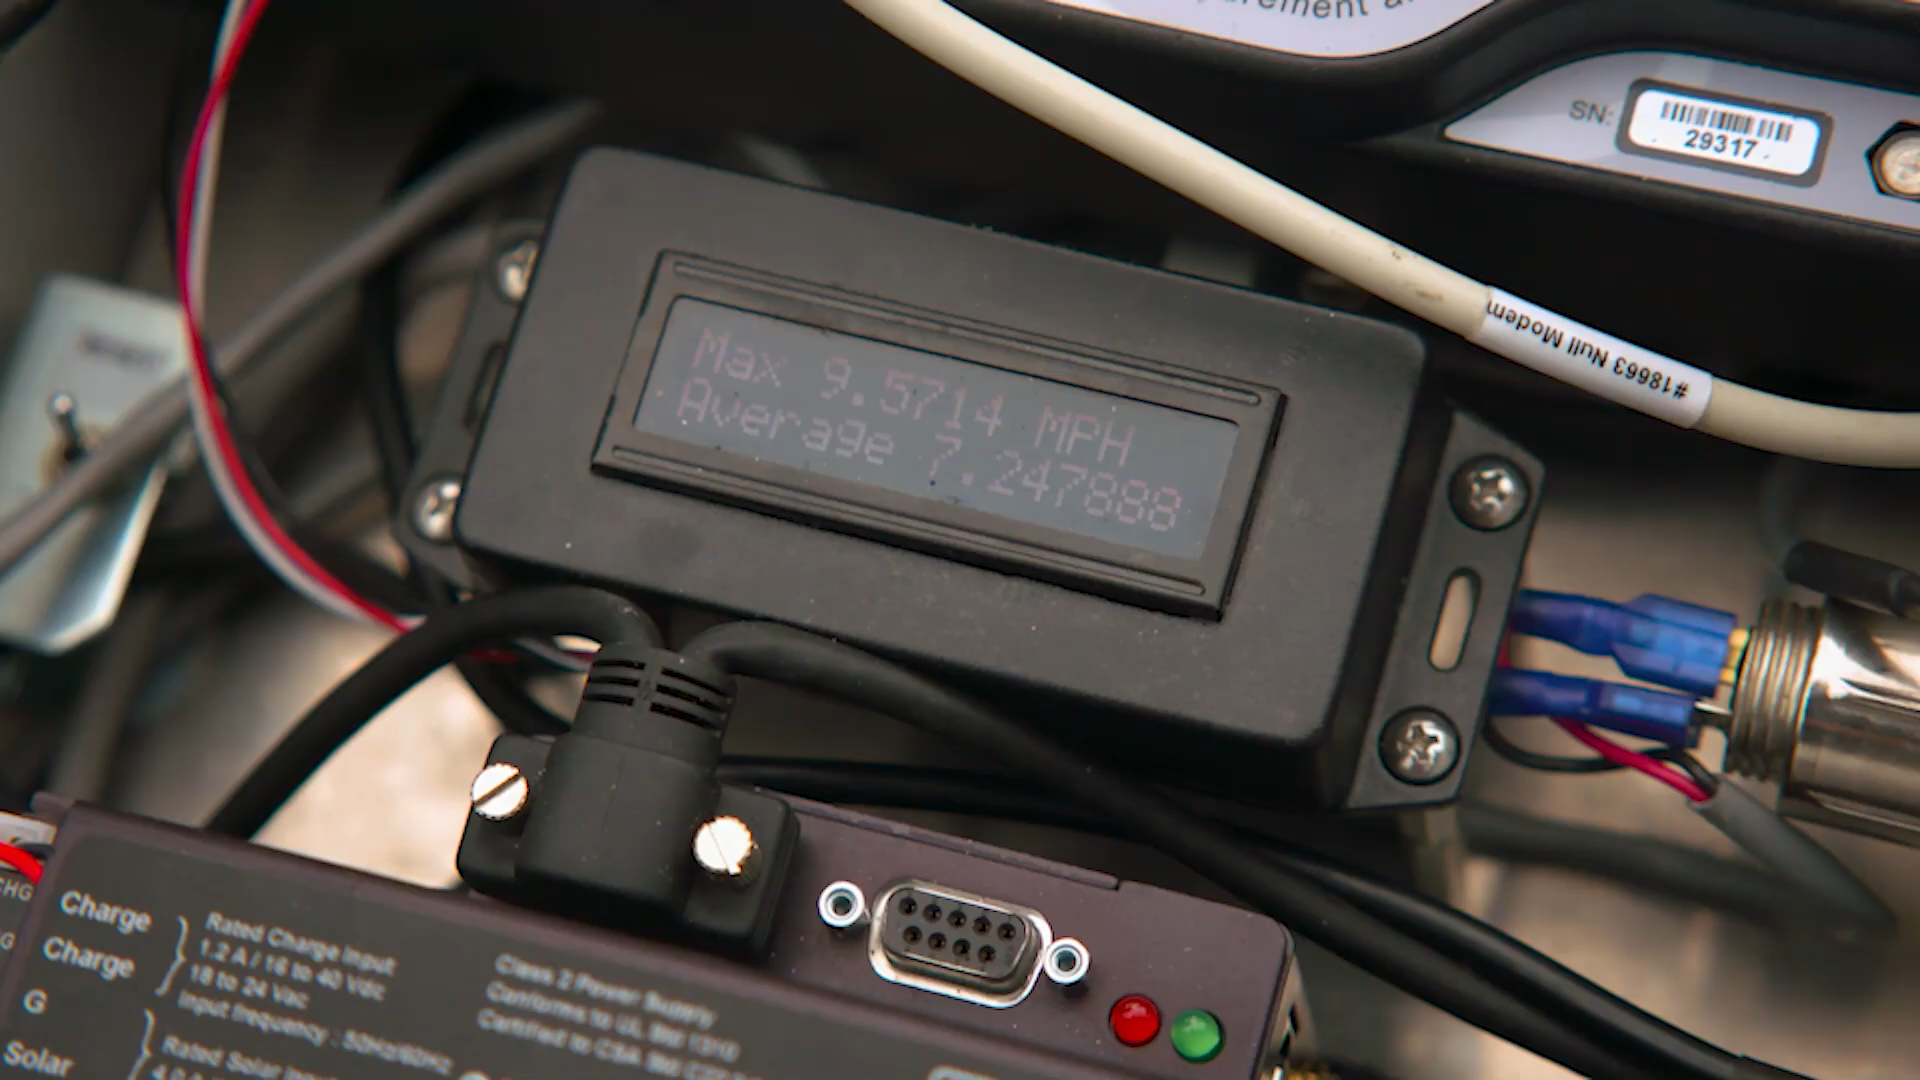 SN:
29317
#18663 Null Modem
Max 9.5714 MPH
Average 7.247888
Charge
Charge
G
Solar
Rated Charge Input
1.2 A / 16 to 40 Vdc
18 to 24 Vac
Input frequency : 50Hz/60Hz
Rated Solar
Class 2 Power Supply
Conforms to UL Std 1310
Certified to CSA Std